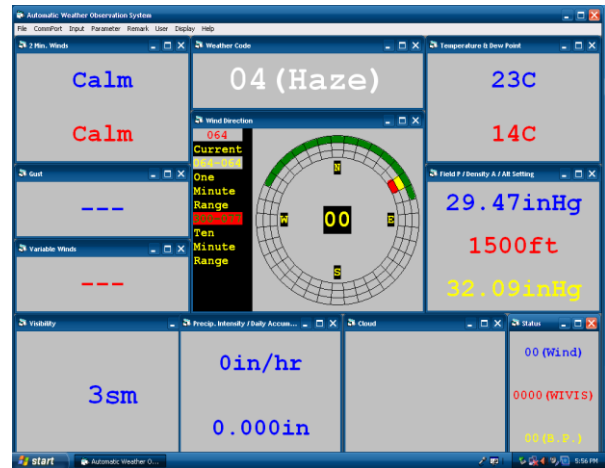 Automatic Weather Observation System
File CommPort Input Parameter Remark User Display Help
2 Min. Winds
Calm
Calm
Weather Code
04 (Haze)
Temperature & Dew Point
23C
14C
Wind Direction
064
Current
064-064
One
Minute
Range
Ten
Minute
Range
N
W
00
E
S
Gust
---
Variable Winds
---
Field P / Density A / Alt Setting
29.47inHg
1500ft
32.09inHg
Visibility
3sm
Precip. Intensity / Daily Accum...
0in/hr
0.000in
Cloud
Status
00 (Wind)
0000 (WIVIS)
00 (B.P.)
start
Automatic Weather O...
5:56 PM